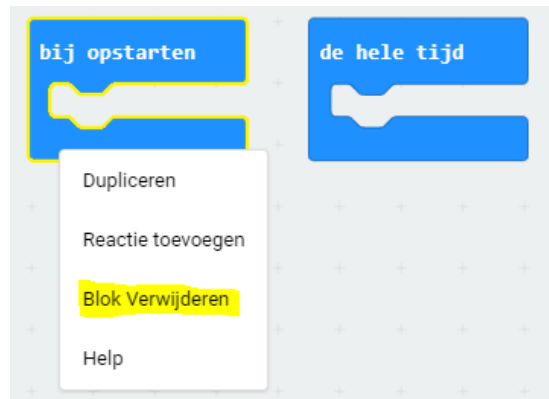 bij opstarten
de hele tijd
Dupliceren
Reactie toevoegen
Blok Verwijderen
Help